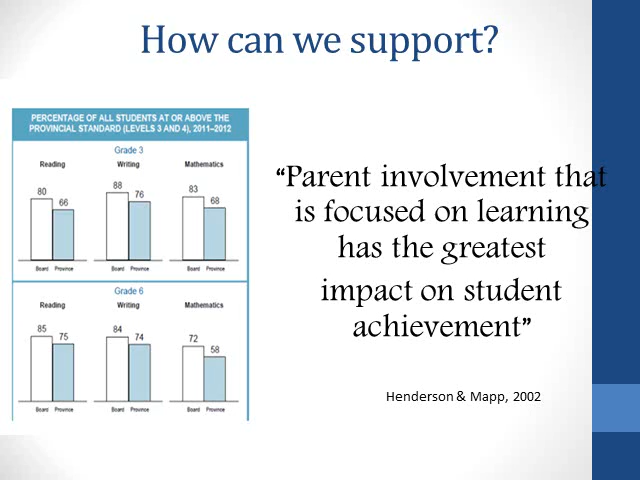 How can we support?
PERCENTAGE OF ALL STUDENTS AT OR ABOVE THE
PROVINCIAL STANDARD (LEVELS 3 AND 4), 2011–2012
Grade 3
Reading Writing Mathematics
80 66 88 76 83 68
Board Province Board Province Board Province
Grade 6
Reading Writing Mathematics
85 75 84 74 72 58
Board Province Board Province Board Province
“Parent involvement that
is focused on learning
has the greatest
impact on student
achievement”
Henderson & Mapp, 2002